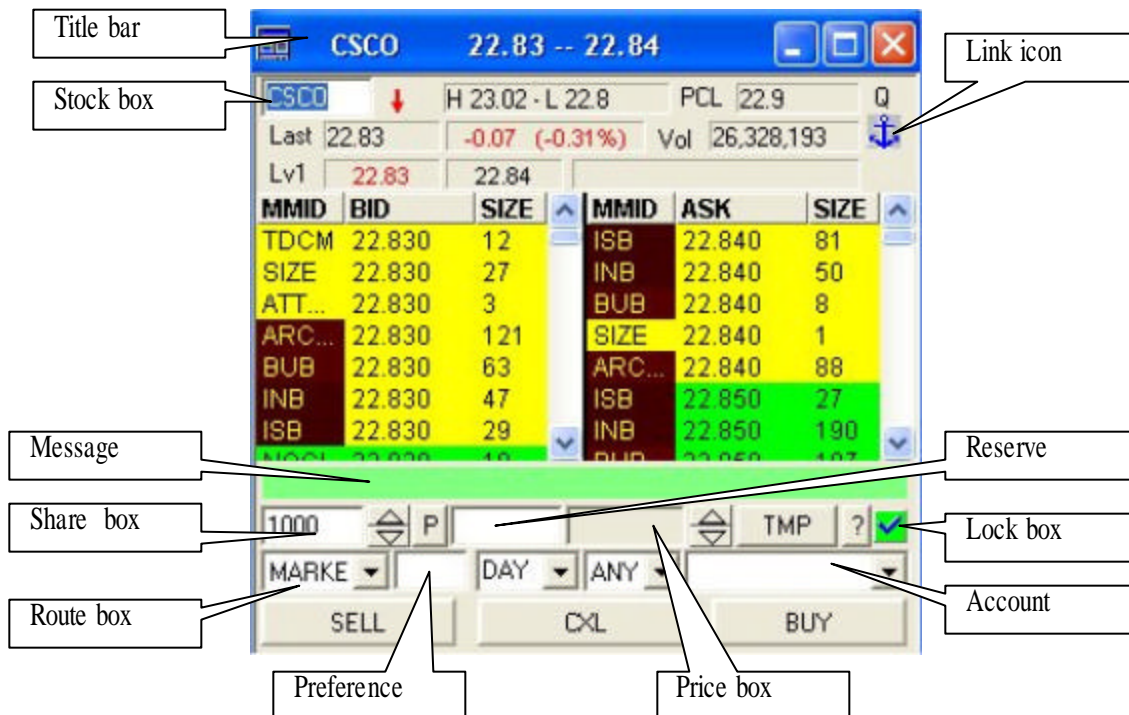 Title bar
CSCO 22.83 -- 22.84
Link icon
Stock box
CSCO H 23.02 - L 22.8 PCL 22.9 Q
Last 22.83 -0.07 (-0.31%) Vol 26,328,193
Lv1 22.83 22.84
MMID BID SIZE MMID ASK SIZE
TDCM 22.830 12 ISB 22.840 81
SIZE 22.830 27 INB 22.840 50
ATT... 22.830 3 BUB 22.840 8
ARC... 22.830 121 SIZE 22.840 1
BUB 22.830 63 ARC... 22.840 88
INB 22.830 47 ISB 22.850 27
ISB 22.830 29 INB 22.850 190
Message
Reserve
Share box
1000 P TMP ?
Lock box
MARKE DAY ANY
Route box
Account
SELL CXL BUY
Preference
Price box